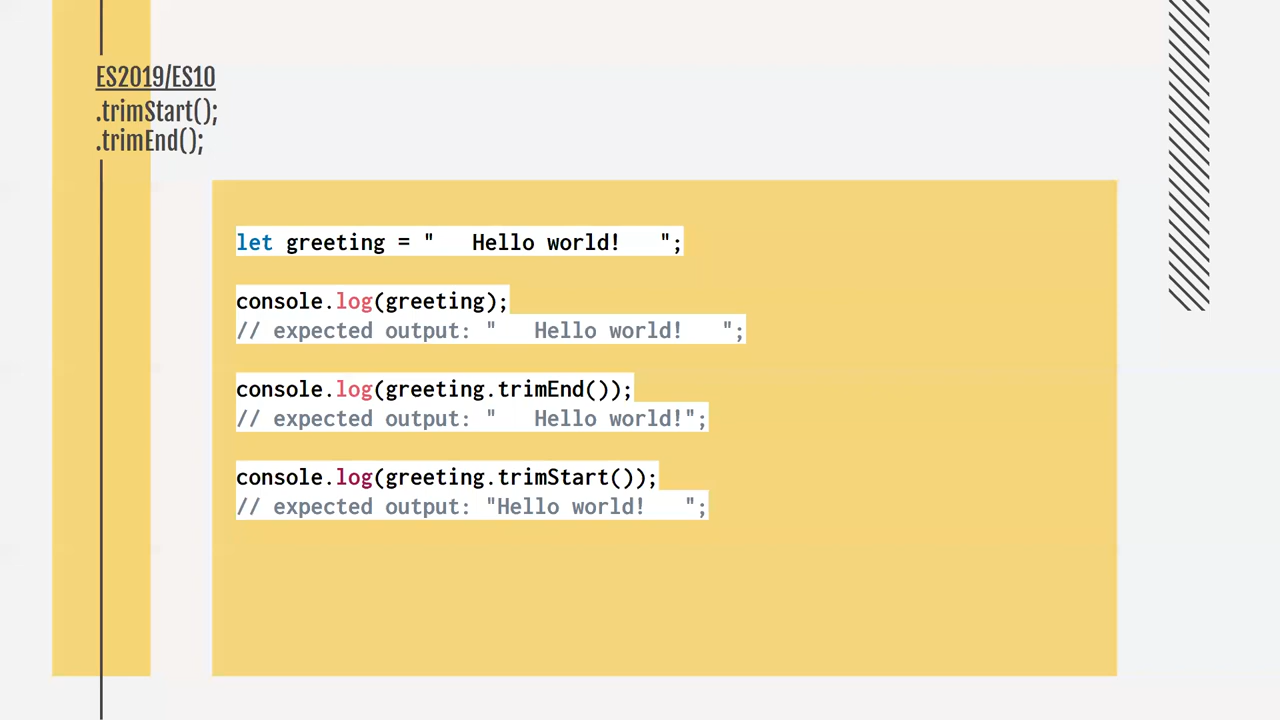 ES2019/ES10
.trimStart();
.trimEnd();
let greeting = "   Hello world!   ";
console.log(greeting);
// expected output: "   Hello world!   ";
console.log(greeting.trimEnd());
// expected output: "   Hello world!";
console.log(greeting.trimStart());
// expected output: "Hello world!   ";